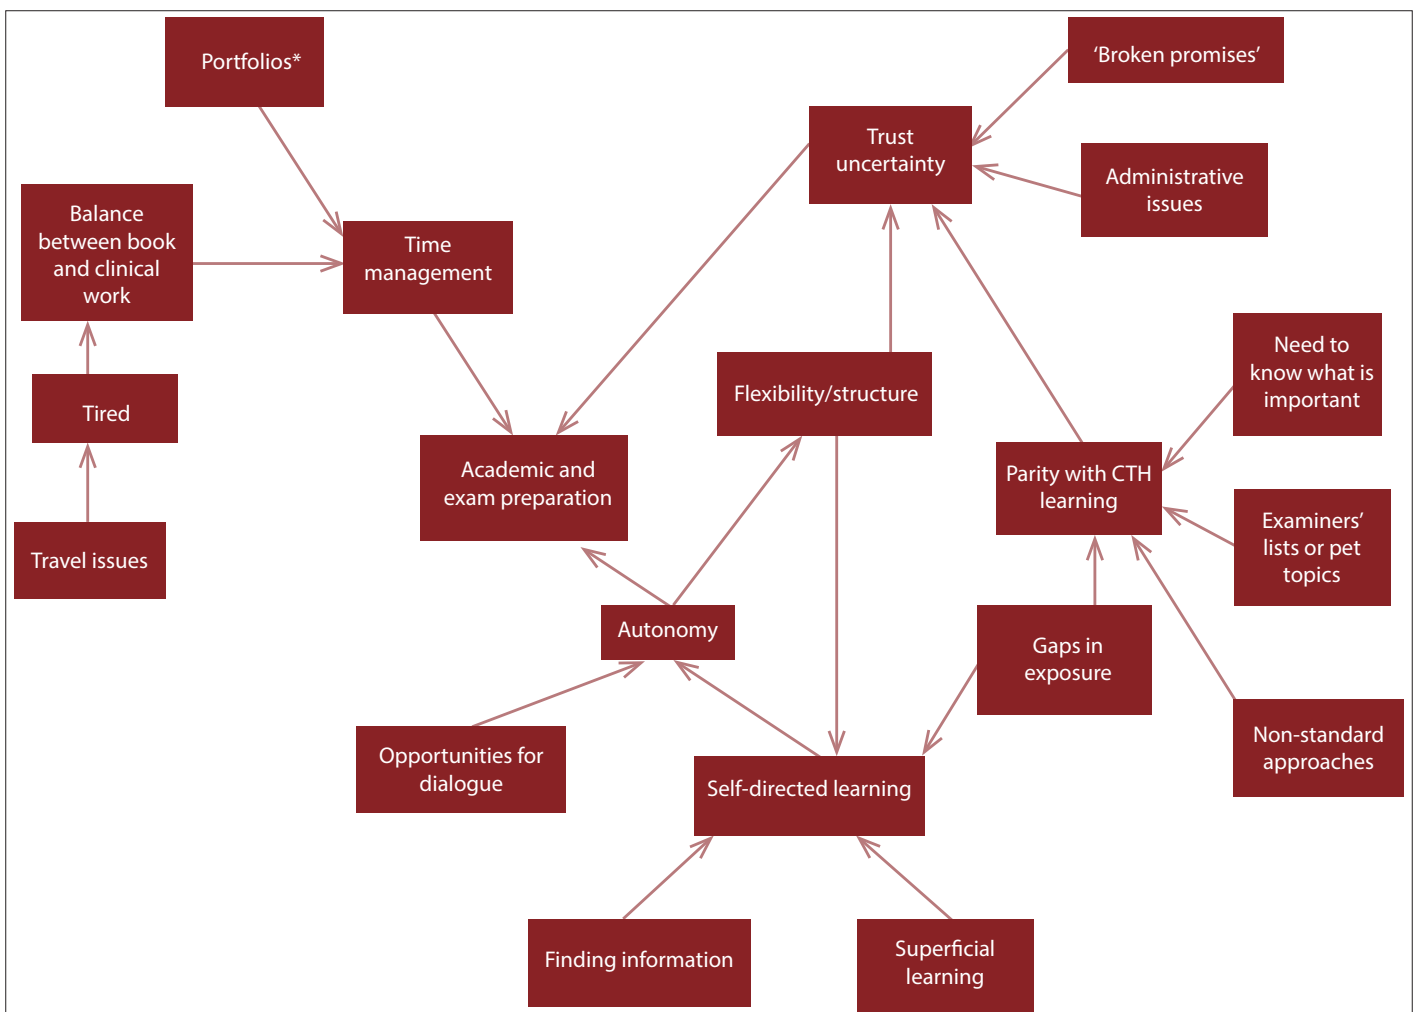 Portfolios*
'Broken promises'
Trust
uncertainty
Administrative
issues
Balance
between book
and clinical
work
Time
management
Need to
know what is
important
Flexibility/structure
Tired
Academic and
exam preparation
Parity with CTH
learning
Examiners'
lists or pet
topics
Travel issues
Autonomy
Gaps in
exposure
Non-standard
approaches
Opportunities for
dialogue
Self-directed learning
Finding information
Superficial
learning